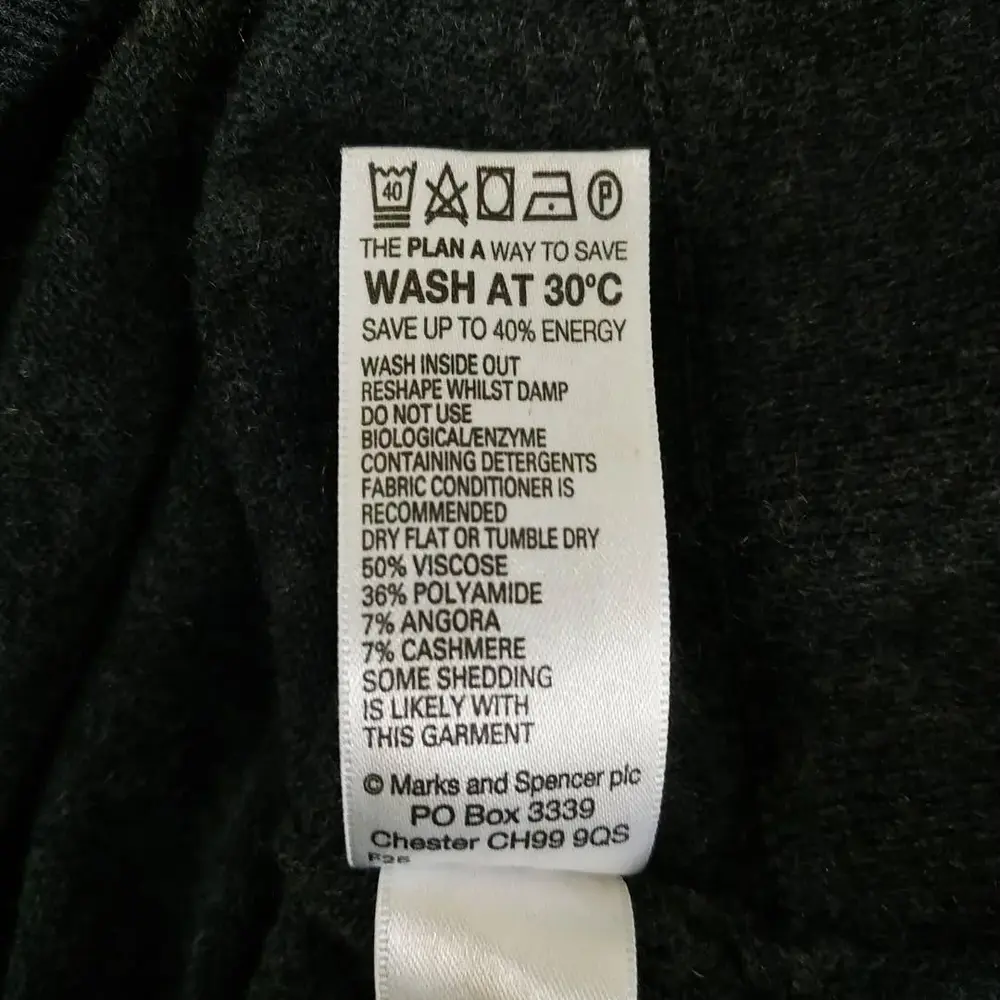 40 P
THE PLAN A WAY TO SAVE
WASH AT 30°C
SAVE UP TO 40% ENERGY
WASH INSIDE OUT
RESHAPE WHILST DAMP
DO NOT USE
BIOLOGICAL/ENZYME
CONTAINING DETERGENTS
FABRIC CONDITIONER IS
RECOMMENDED
DRY FLAT OR TUMBLE DRY
50% VISCOSE
36% POLYAMIDE
7% ANGORA
7% CASHMERE
SOME SHEDDING
IS LIKELY WITH
THIS GARMENT
© Marks and Spencer plc
PO Box 3339
Chester CH99 9QS